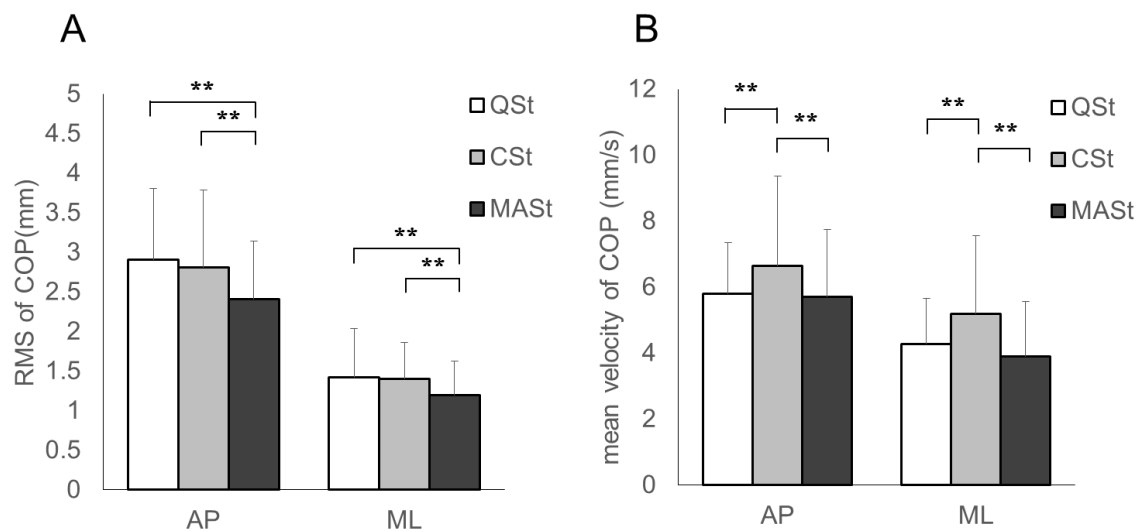 A
RMS of COP(mm)
5
4.5
4
3.5
3
2.5
2
1.5
1
0.5
0
**
**
**
**
QSt
CSt
MASt
AP
ML
B
mean velocity of COP (mm/s)
12
10
8
6
4
2
0
**
**
**
**
QSt
CSt
MASt
AP
ML